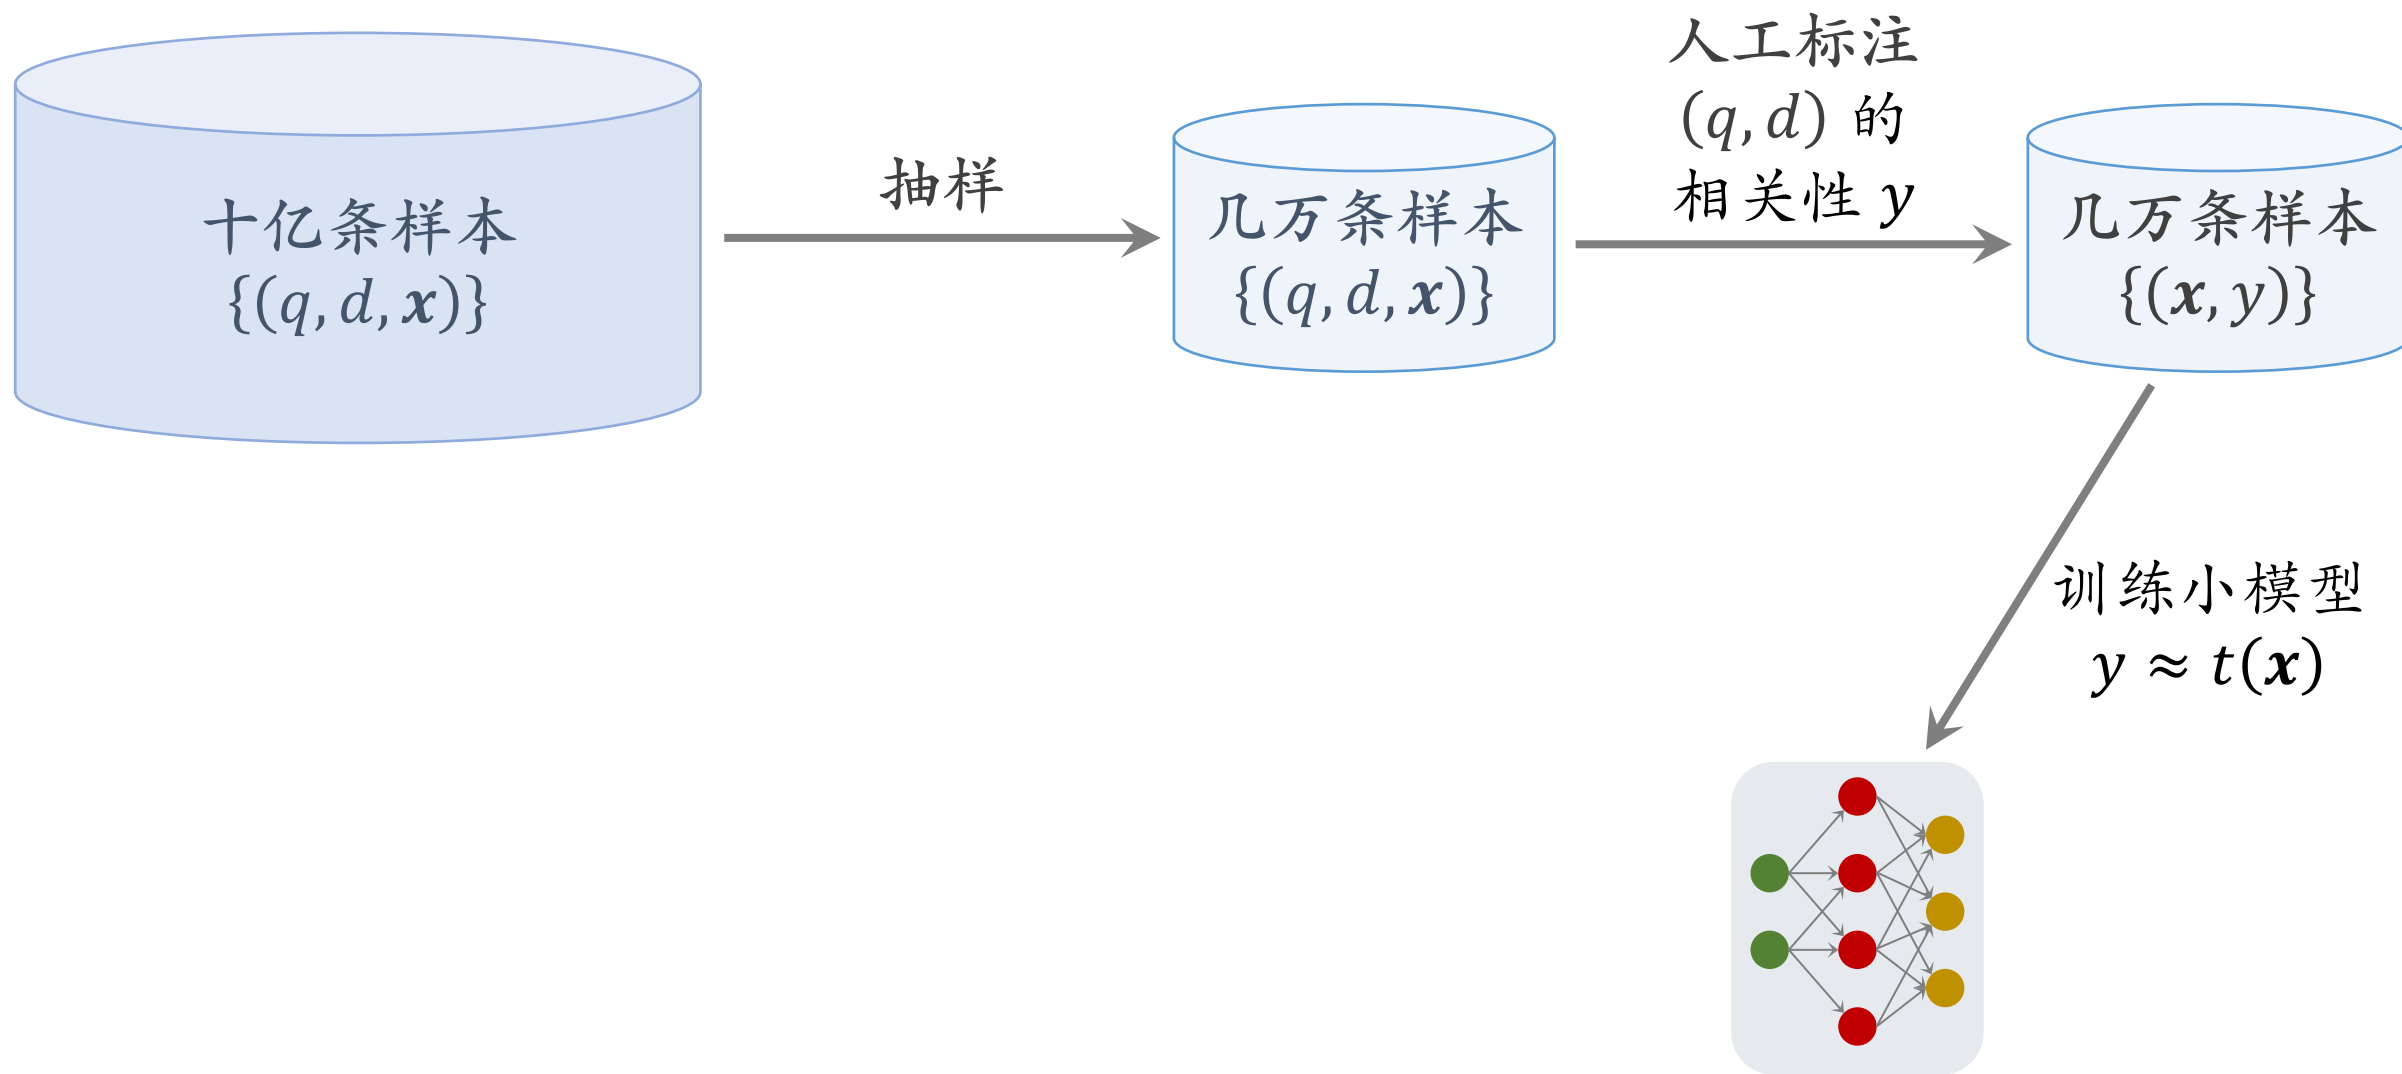 十亿条样本
{(q, d, x)}
抽样
几万条样本
{(q, d, x)}
人工标注
(q, d) 的
相关性 y
几万条样本
{(x, y)}
训练小模型
y ≈ t(x)